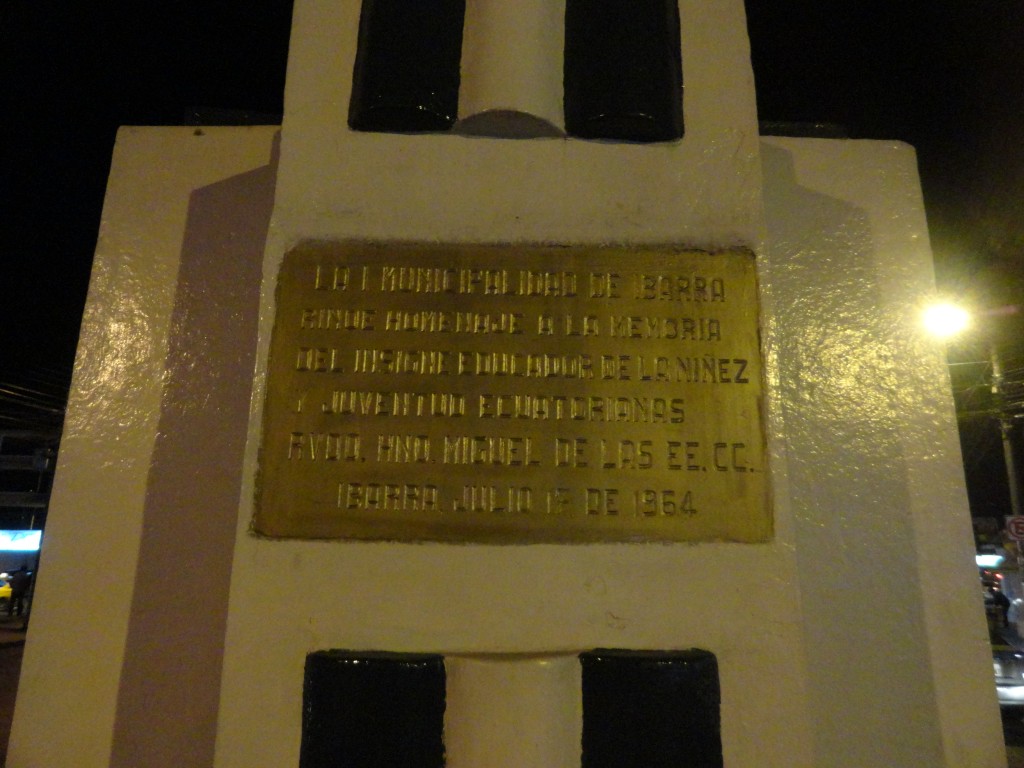 LA I MUNICIPALIDAD DE IBARRA
RINDE HOMENAJE A LA MEMORIA
DEL INSIGNE EDUCADOR DE LA NIÑEZ
Y JUVENTUD ECUATORIANAS
RVDO. HNO. MIGUEL DE LAS EE. CC.
IBARRA, JULIO DE 1964